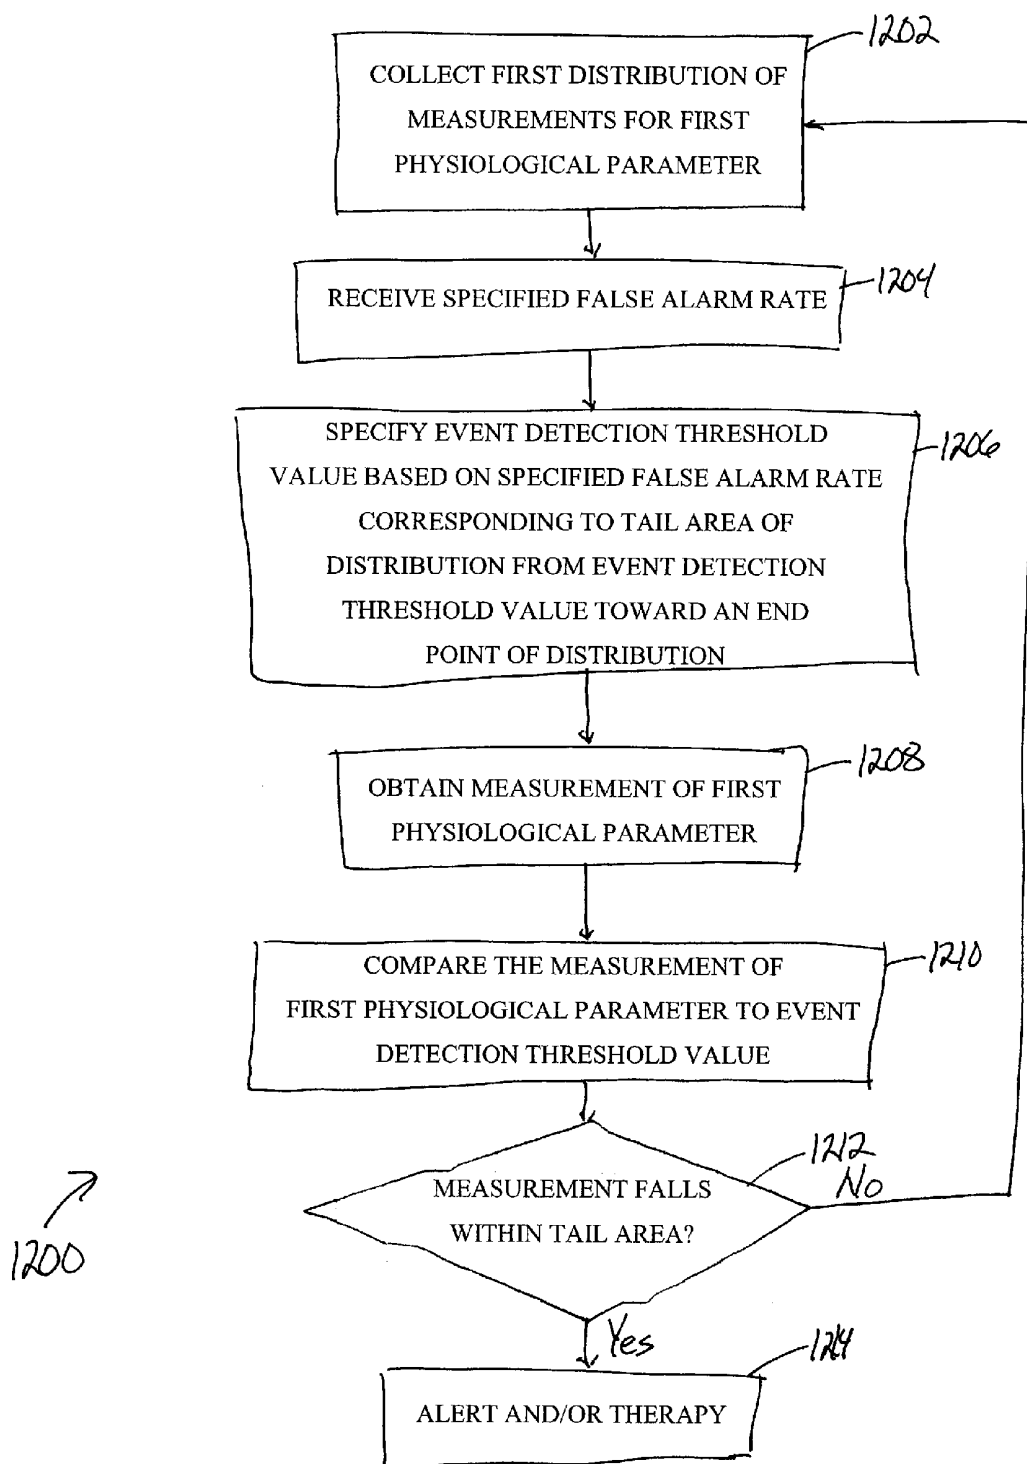 1202
COLLECT FIRST DISTRIBUTION OF
MEASUREMENTS FOR FIRST
PHYSIOLOGICAL PARAMETER
1204
RECEIVE SPECIFIED FALSE ALARM RATE
SPECIFY EVENT DETECTION THRESHOLD
VALUE BASED ON SPECIFIED FALSE ALARM RATE
CORRESPONDING TO TAIL AREA OF
DISTRIBUTION FROM EVENT DETECTION
THRESHOLD VALUE TOWARD AN END
POINT OF DISTRIBUTION
1206
1208
OBTAIN MEASUREMENT OF FIRST
PHYSIOLOGICAL PARAMETER
1210
COMPARE THE MEASUREMENT OF
FIRST PHYSIOLOGICAL PARAMETER TO EVENT
DETECTION THRESHOLD VALUE
1212
No
MEASUREMENT FALLS
WITHIN TAIL AREA?
1200
Yes
1214
ALERT AND/OR THERAPY